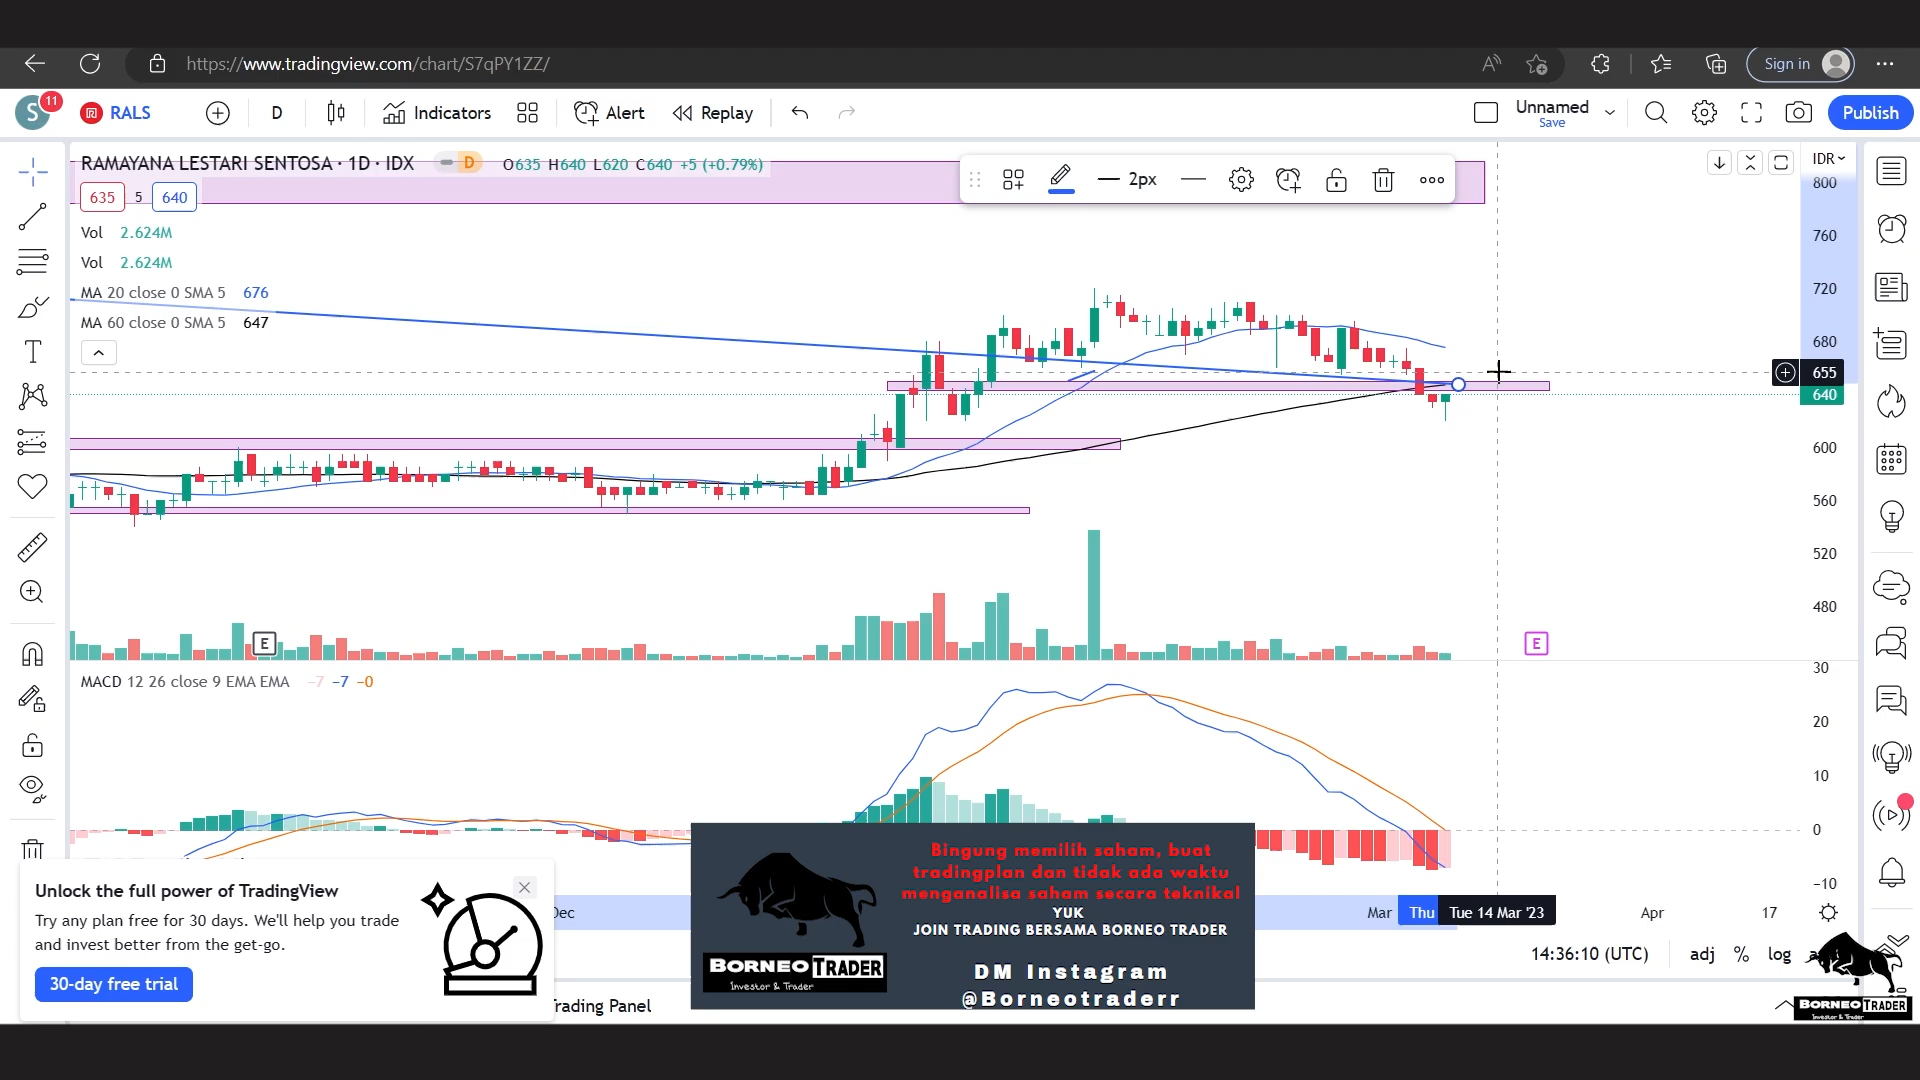 https://www.tradingview.com/chart/S7qPY1ZZ/
Sign in
S
11
RALS
D
Indicators
Alert
Replay
Unnamed
Save
Publish
RAMAYANA LESTARI SENTOSA · 1D · IDX
D
O635 H640 L620 C640 +5 (+0.79%)
2px
IDR
635
5
640
Vol 2.624M
Vol 2.624M
MA 20 close 0 SMA 5 676
MA 60 close 0 SMA 5 647
800
760
720
680
655
640
600
560
520
480
E
E
MACD 12 26 close 9 EMA EMA −7 −7 −0
30
20
10
0
−10
Dec
Mar
Thu
Tue 14 Mar '23
Apr
17
14:36:10 (UTC)
adj
%
log
Unlock the full power of TradingView
Try any plan free for 30 days. We'll help you trade
and invest better from the get-go.
30-day free trial
rading Panel
Bingung memilih saham, buat
tradingplan dan tidak ada waktu
menganalisa saham secara teknikal
YUK
JOIN TRADING BERSAMA BORNEO TRADER
DM Instagram
@Borneotraderr
BORNEO TRADER
Investor & Trader
BORNEO TRADER
Investor & Trader